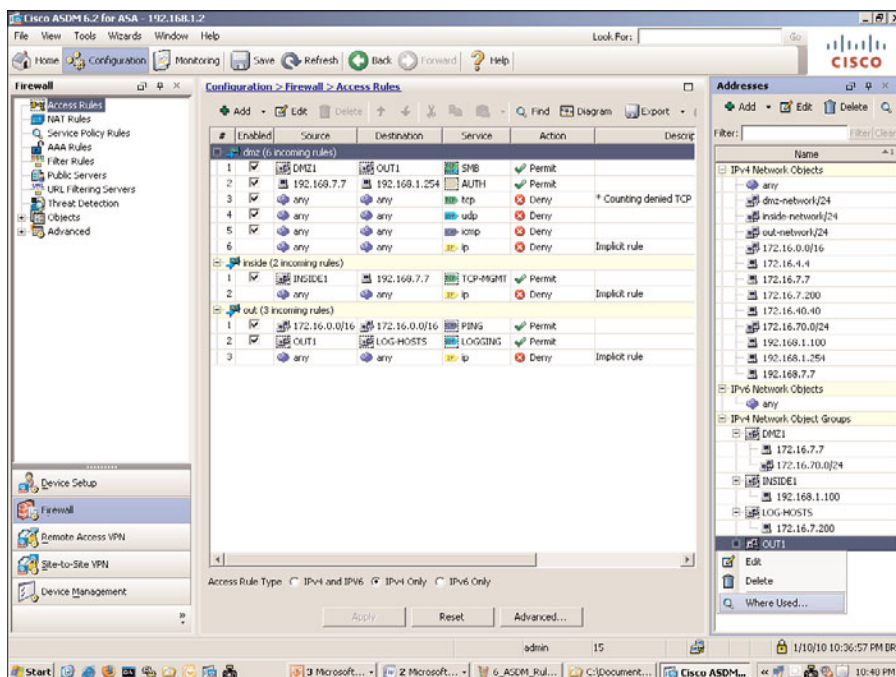 Cisco ASDM 6.2 for ASA - 192.168.1.2
File View Tools Wizards Window Help
Look For:
Go
Home Configuration Monitoring Save Refresh Back Forward Help
CISCO
Firewall
Access Rules
NAT Rules
Service Policy Rules
AAA Rules
Filter Rules
Public Servers
URL Filtering Servers
Threat Detection
Objects
Advanced
Device Setup
Firewall
Remote Access VPN
Site-to-Site VPN
Device Management
Configuration > Firewall > Access Rules
Add Edit Delete Find Diagram Export
# Enabled Source Destination Service Action Descrip
dmz (6 incoming rules)
1 DMZ1 OUT1 SMB Permit
2 192.168.7.7 192.168.1.254 AUTH Permit
3 any any tcp Deny * Counting denied TCP
4 any any udp Deny
5 any any icmp Deny
6 any any ip Deny Implicit rule
inside (2 incoming rules)
1 INSIDE1 192.168.7.7 TCP-MGMT Permit
2 any any ip Deny Implicit rule
out (3 incoming rules)
1 172.16.0.0/16 172.16.0.0/16 PING Permit
2 OUT1 LOG-HOSTS LOGGING Permit
3 any any ip Deny Implicit rule
Access Rule Type IPv4 and IPv6 IPv4 Only IPv6 Only
Apply Reset Advanced...
Addresses
Add Edit Delete
Filter: Filter Clear
Name
IPv4 Network Objects
any
dmz-network/24
inside-network/24
out-network/24
172.16.0.0/16
172.16.4.4
172.16.7.7
172.16.7.200
172.16.40.40
172.16.70.0/24
192.168.1.100
192.168.1.254
192.168.7.7
IPv6 Network Objects
any
IPv4 Network Object Groups
DMZ1
172.16.7.7
172.16.70.0/24
INSIDE1
192.168.1.100
LOG-HOSTS
172.16.7.200
OUT1
Edit
Delete
Where Used...
admin 15 1/10/10 10:36:57 PM BR
Start 3 Microsoft... 2 Microsoft... 6_ASDM_Rul... C:\Document... Cisco ASDM... 10:40 PM